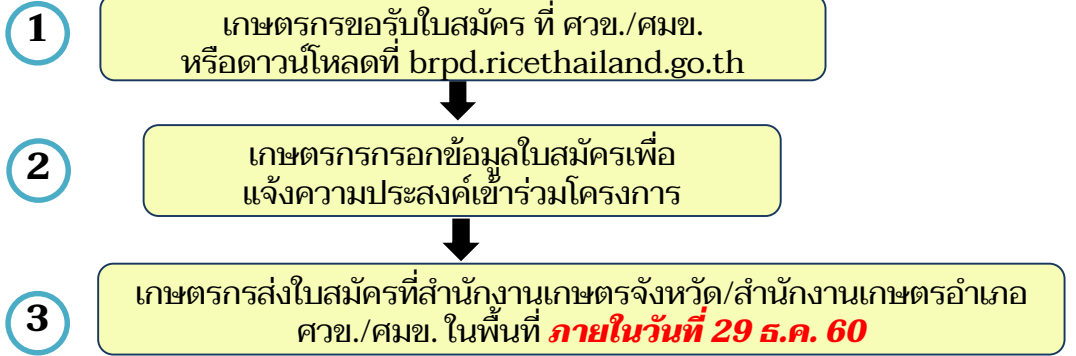 1
เกษตรกรขอรับใบสมัคร ที่ ศวข./ศมข.
หรือดาวน์โหลดที่ brpd.ricethailand.go.th
2
เกษตรกรกรอกข้อมูลใบสมัครเพื่อ
แจ้งความประสงค์เข้าร่วมโครงการ
3
เกษตรกรส่งใบสมัครที่สำนักงานเกษตรจังหวัด/สำนักงานเกษตรอำเภอ
ศวข./ศมข. ในพื้นที่ ภายในวันที่ 29 ธ.ค. 60